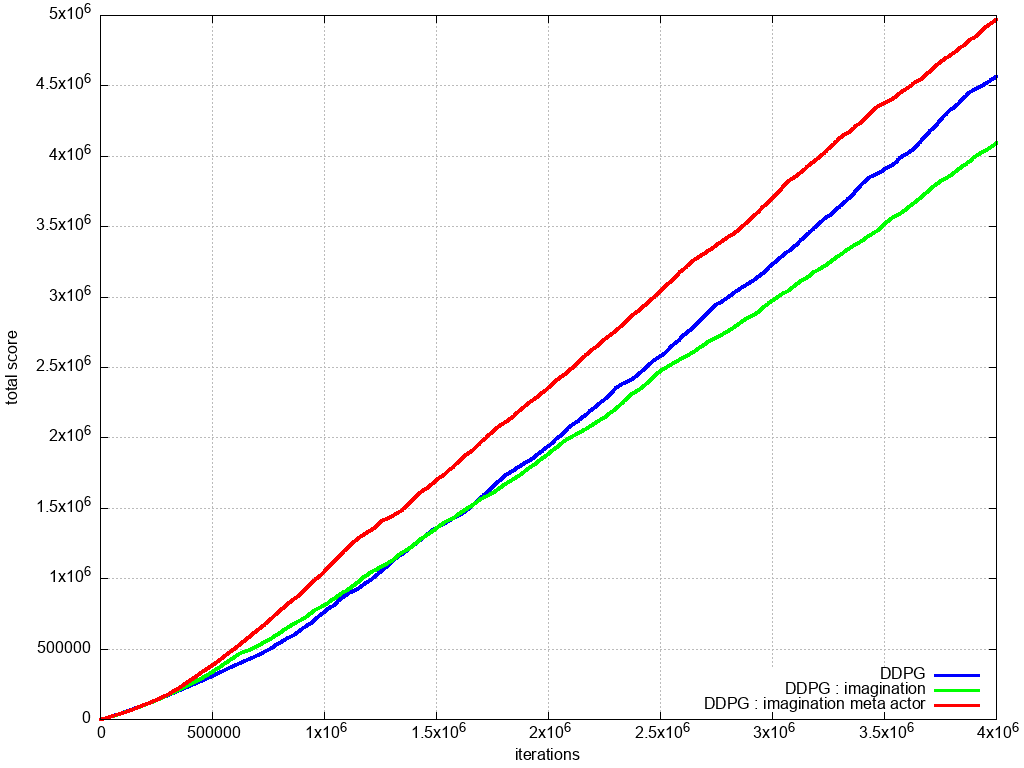 5x10^6
4.5x10^6
4x10^6
3.5x10^6
3x10^6
2.5x10^6
2x10^6
1.5x10^6
1x10^6
500000
0
total score
DDPG
DDPG : imagination
DDPG : imagination meta actor
0 500000 1x10^6 1.5x10^6 2x10^6 2.5x10^6 3x10^6 3.5x10^6 4x10^6
iterations